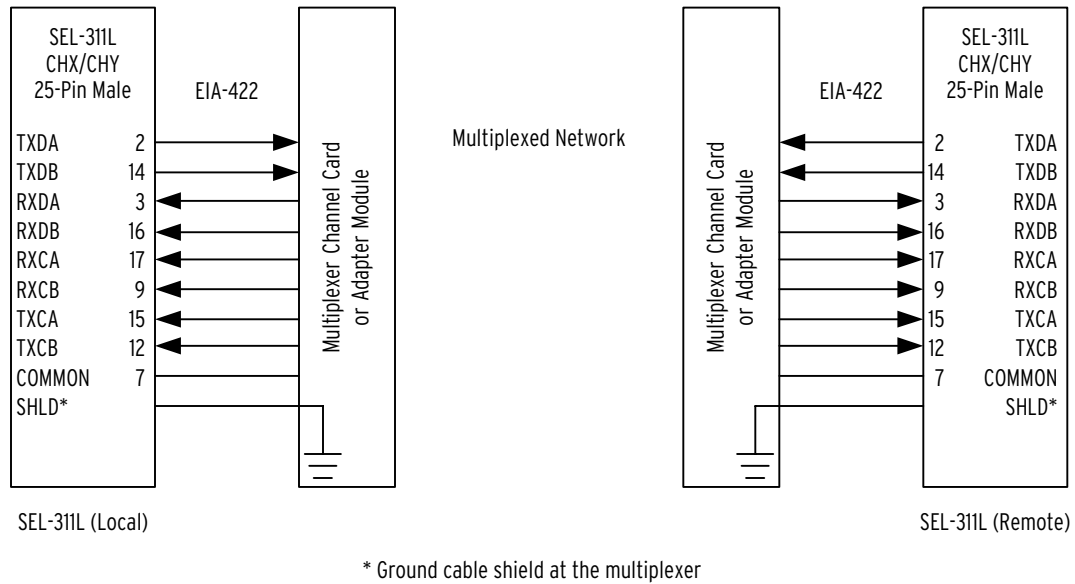 SEL-311L
CHX/CHY
25-Pin Male
EIA-422
TXDA 2
TXDB 14
RXDA 3
RXDB 16
RXCA 17
RXCB 9
TXCA 15
TXCB 12
COMMON 7
SHLD*
Multiplexer Channel Card
or Adapter Module
SEL-311L (Local)
Multiplexed Network
Multiplexer Channel Card
or Adapter Module
EIA-422
SEL-311L
CHX/CHY
25-Pin Male
2 TXDA
14 TXDB
3 RXDA
16 RXDB
17 RXCA
9 RXCB
15 TXCA
12 TXCB
7 COMMON
SHLD*
SEL-311L (Remote)
* Ground cable shield at the multiplexer